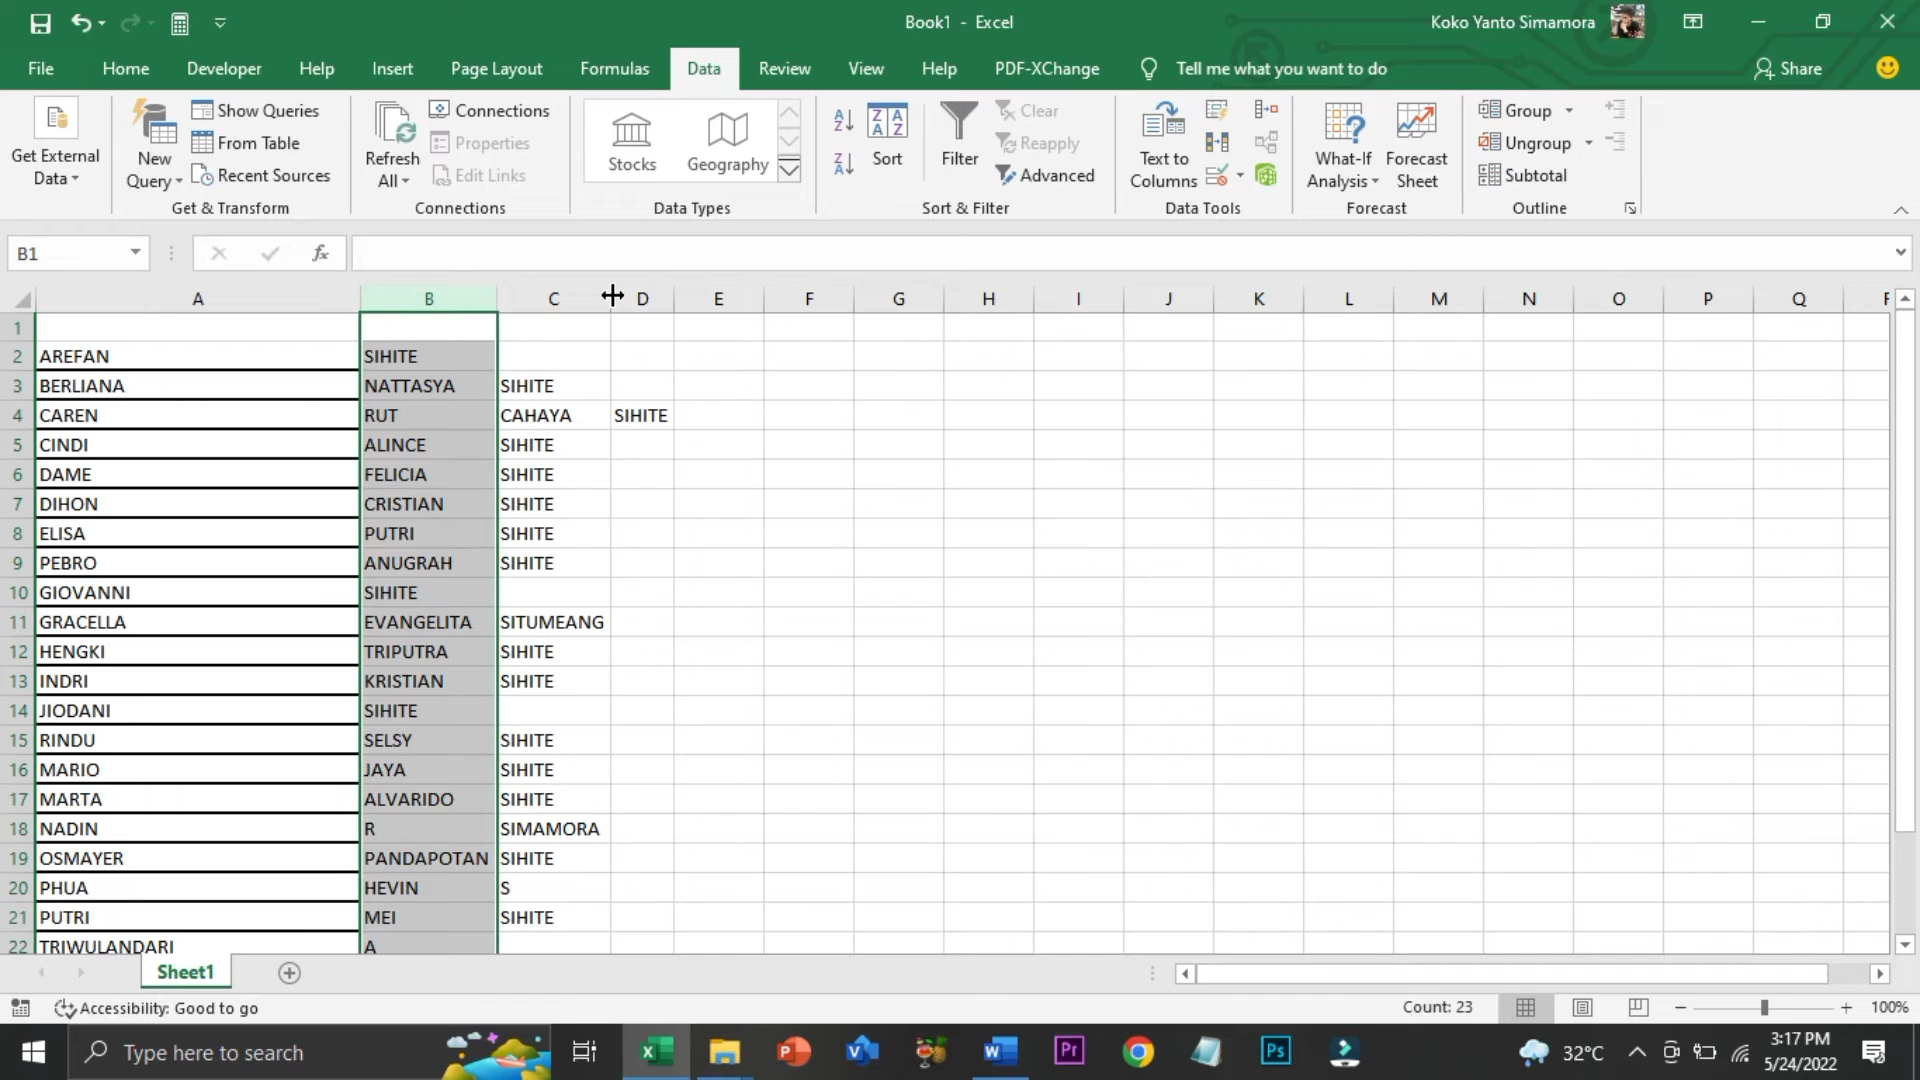 Book1 - Excel
Koko Yanto Simamora
File Home Developer Help Insert Page Layout Formulas Data Review View Help PDF-XChange Tell me what you want to do Share
Get External Data
New Query
Show Queries
From Table
Recent Sources
Get & Transform
Refresh All
Connections
Properties
Edit Links
Connections
Stocks
Geography
Data Types
Sort
Filter
Clear
Reapply
Advanced
Sort & Filter
Text to Columns
Data Tools
What-If Analysis
Forecast Sheet
Forecast
Group
Ungroup
Subtotal
Outline
B1 fx
A B C D E F G H I J K L M N O P Q
1
2 AREFAN SIHITE
3 BERLIANA NATTASYA SIHITE
4 CAREN RUT CAHAYA SIHITE
5 CINDI ALINCE SIHITE
6 DAME FELICIA SIHITE
7 DIHON CRISTIAN SIHITE
8 ELISA PUTRI SIHITE
9 PEBRO ANUGRAH SIHITE
10 GIOVANNI SIHITE
11 GRACELLA EVANGELITA SITUMEANG
12 HENGKI TRIPUTRA SIHITE
13 INDRI KRISTIAN SIHITE
14 JIODANI SIHITE
15 RINDU SELSY SIHITE
16 MARIO JAYA SIHITE
17 MARTA ALVARIDO SIHITE
18 NADIN R SIMAMORA
19 OSMAYER PANDAPOTAN SIHITE
20 PHUA HEVIN S
21 PUTRI MEI SIHITE
22 TRIWULANDARI A
Sheet1
Accessibility: Good to go
Count: 23
100%
Type here to search
32°C
3:17 PM
5/24/2022